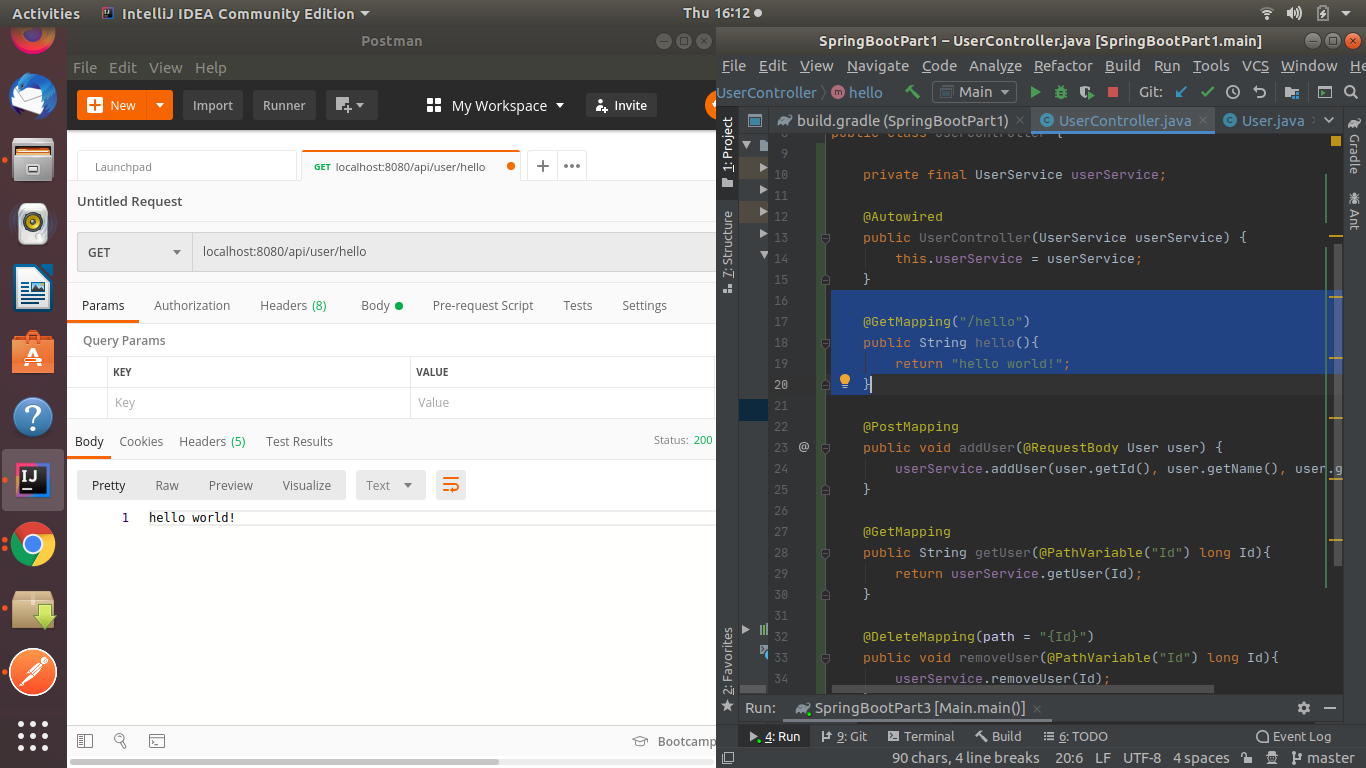 Activities
IntelliJ IDEA Community Edition
Thu 16:12
Postman
File Edit View Help
New
Import
Runner
My Workspace
Invite
Launchpad
GET localhost:8080/api/user/hello
Untitled Request
GET
localhost:8080/api/user/hello
Params Authorization Headers (8) Body Pre-request Script Tests Settings
Query Params
KEY VALUE
Key Value
Body Cookies Headers (5) Test Results Status: 200
Pretty Raw Preview Visualize Text
1 hello world!
Bootcamp
SpringBootPart1 – UserController.java [SpringBootPart1.main]
File Edit View Navigate Code Analyze Refactor Build Run Tools VCS Window He
UserController hello
Main
Git:
build.gradle (SpringBootPart1) UserController.java User.java
1: Project
7: Structure
2: Favorites
Gradle
Ant
8 public class UserController {
9
10 private final UserService userService;
11
12 @Autowired
13 public UserController(UserService userService) {
14 this.userService = userService;
15 }
16
17 @GetMapping("/hello")
18 public String hello(){
19 return "hello world!";
20 }
21
22 @PostMapping
23 @ public void addUser(@RequestBody User user) {
24 userService.addUser(user.getId(), user.getName(), user.g
25 }
26
27 @GetMapping
28 public String getUser(@PathVariable("Id") long Id){
29 return userService.getUser(Id);
30 }
31
32 @DeleteMapping(path = "{Id}")
33 public void removeUser(@PathVariable("Id") long Id){
34 userService.removeUser(Id);
Run: SpringBootPart3 [Main.main()]
4: Run 9: Git Terminal Build 6: TODO Event Log
90 chars, 4 line breaks 20:6 LF UTF-8 4 spaces master